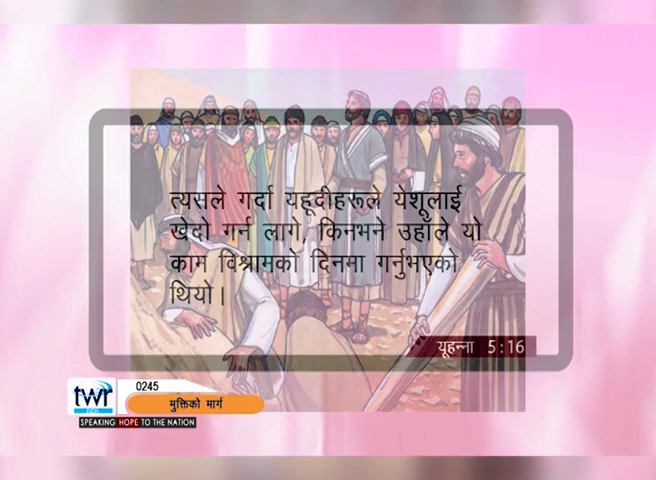 त्यसले गर्दा यहूदीहरूले येशूलाई
खेदो गर्न लागे, किनभने उहाँले यो
काम विश्रामको दिनमा गर्नुभएको
थियो।
यूहन्ना 5:16
0245
twr
मुक्तिको मार्ग
SPEAKING HOPE TO THE NATION